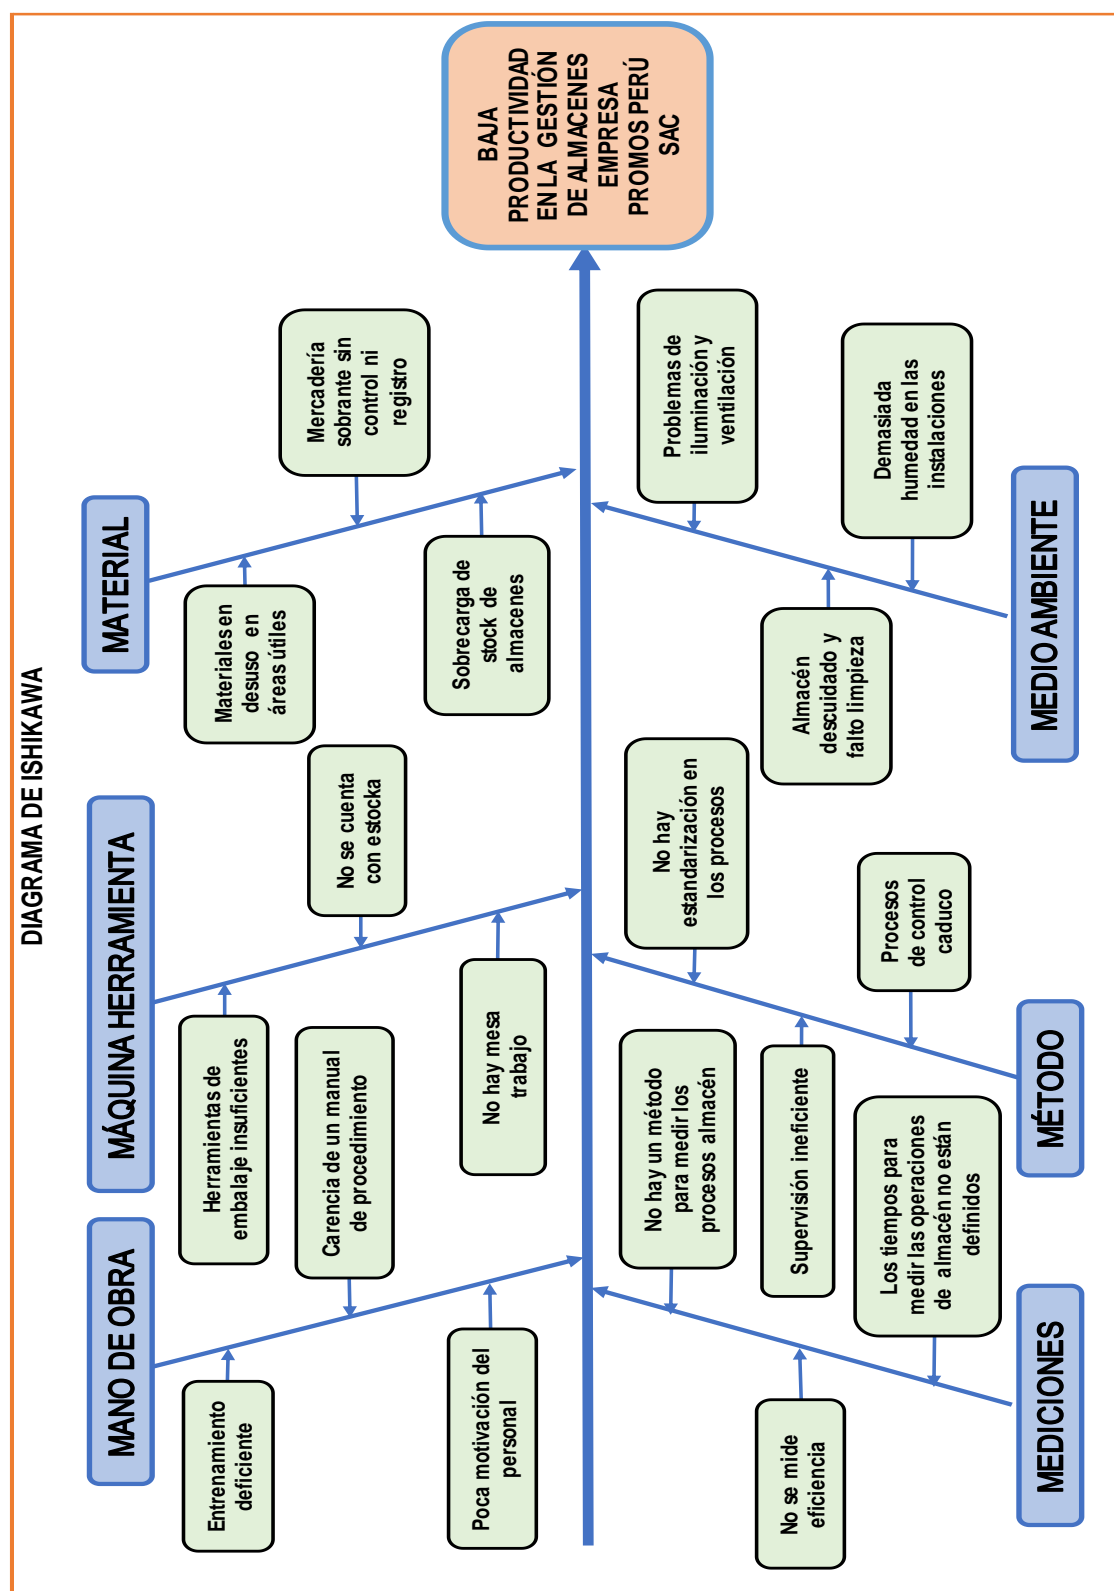 DIAGRAMA DE ISHIKAWA
MANO DE OBRA
MÁQUINA HERRAMIENTA
MATERIAL
Entrenamiento
deficiente
Carencia de un manual
de procedimiento
Poca motivación del
personal
Herramientas de
embalaje insuficientes
No se cuenta
con estocka
No hay mesa
trabajo
Materiales en
desuso en
áreas útiles
Mercadería
sobrante sin
control ni
registro
Sobrecarga de
stock de
almacenes
BAJA
PRODUCTIVIDAD
EN LA GESTIÓN
DE ALMACENES
EMPRESA
PROMOS PERÚ
SAC
No hay un método
para medir los
procesos almacén
No se mide
eficiencia
Los tiempos para
medir las operaciones
de almacén no están
definidos
No hay
estandarización en
los procesos
Supervisión ineficiente
Procesos
de control
caduco
Problemas de
iluminación y
ventilación
Almacén
descuidado y
falto limpieza
Demasiada
humedad en las
instalaciones
MEDICIONES
MÉTODO
MEDIO AMBIENTE